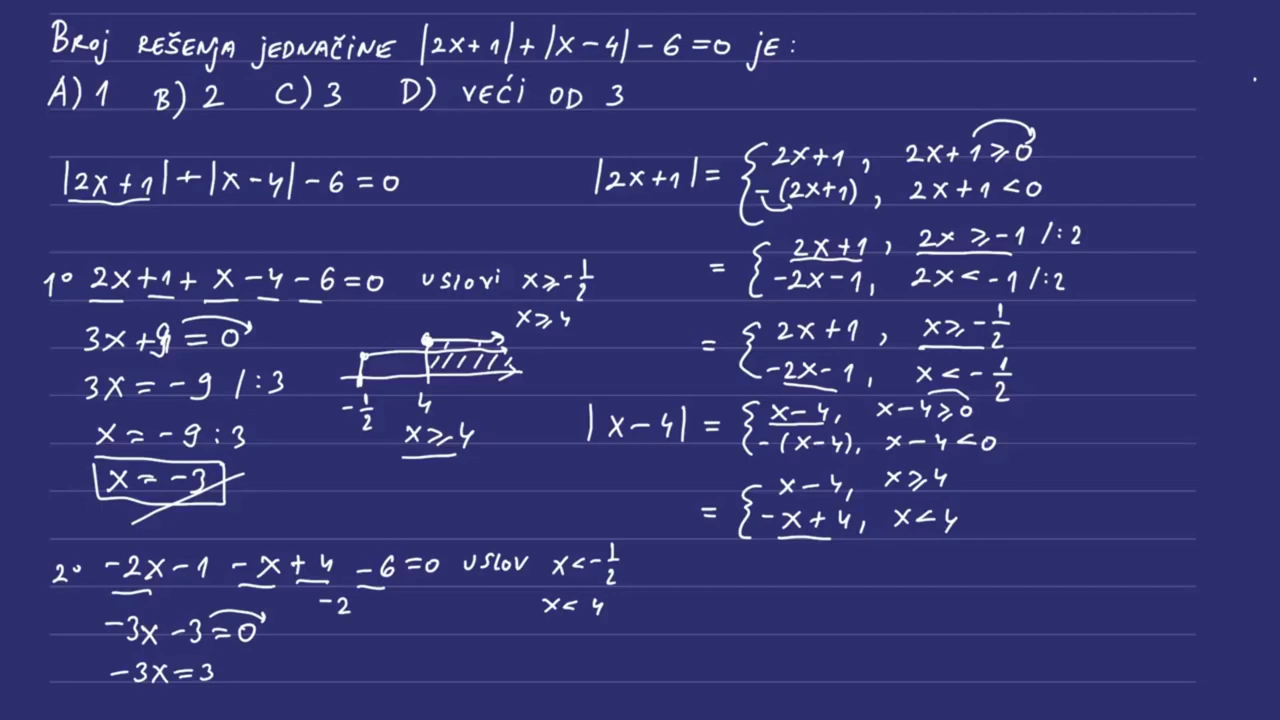 BROJ REŠENJA JEDNAČINE |2x+1|+|x-4|-6=0 JE:
A) 1 B) 2 C) 3 D) VEĆI OD 3
|2x+1|+|x-4|-6=0
1° 2x+1+x-4-6=0 uslovi x≥-1/2
x≥4
3x+9=0
3x=-9 /:3
x=-9:3
x=-3
-1/2 4
x≥4
2° -2x-1-x+4-6=0 uslov x<-1/2
-2 x<4
-3x-3=0
-3x=3
|2x+1|= { 2x+1, 2x+1≥0
-(2x+1), 2x+1<0
= { 2x+1, 2x≥-1 /:2
-2x-1, 2x<-1 /:2
= { 2x+1, x≥-1/2
-2x-1, x<-1/2
|x-4|= { x-4, x-4≥0
-(x-4), x-4<0
= { x-4, x≥4
-x+4, x<4